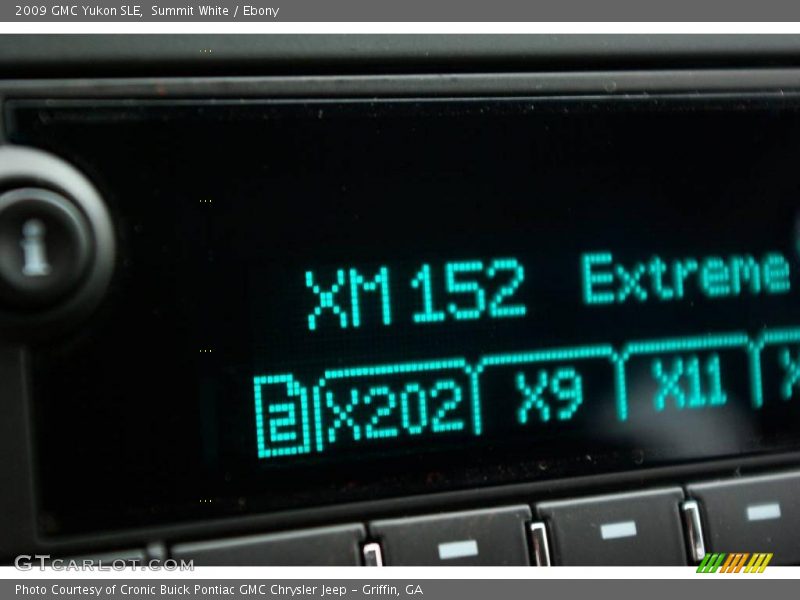 2009 GMC Yukon SLE, Summit White / Ebony
i
XM 152 Extreme
2 X202 X9 X11 X
GTCARLOT.COM
Photo Courtesy of Cronic Buick Pontiac GMC Chrysler Jeep - Griffin, GA